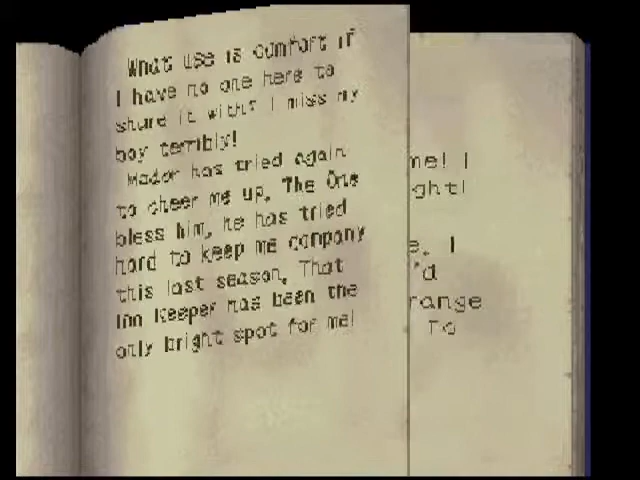 What use is comfort if
I have no one here to
share it with? I miss my
boy terribly!
Mador has tried again
to cheer me up. The One
bless him, he has tried
hard to keep me company
this last season. That
Inn Keeper has been the
only bright spot for me!
me! I
ght!
e. I
'd
range
To